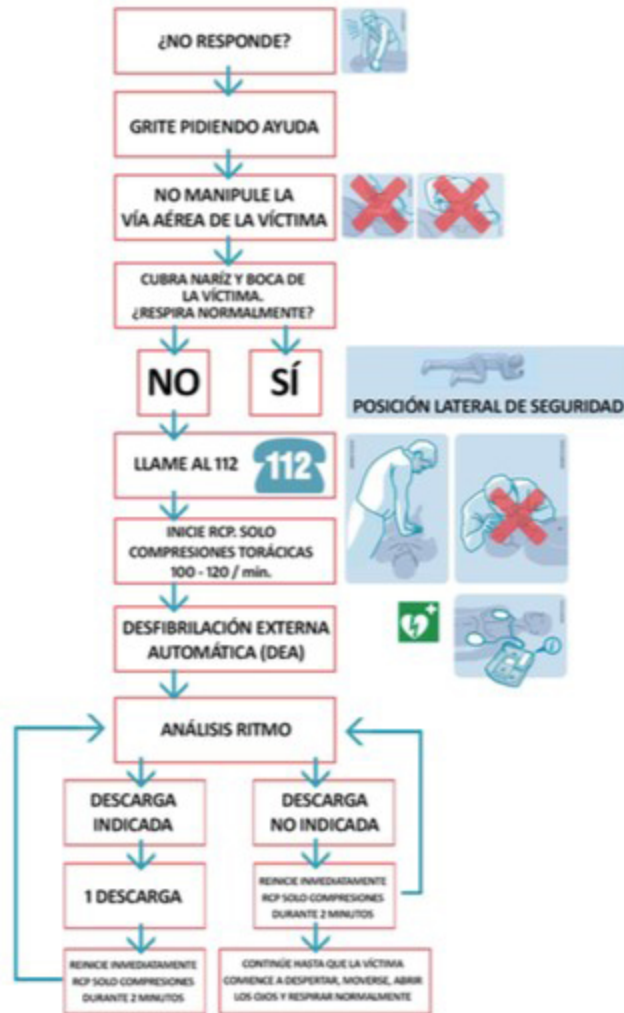 ¿NO RESPONDE?
GRITE PIDIENDO AYUDA
NO MANIPULE LA
VÍA AÉREA DE LA VÍCTIMA
CUBRA NARÍZ Y BOCA DE
LA VÍCTIMA.
¿RESPIRA NORMALMENTE?
NO
SÍ
POSICIÓN LATERAL DE SEGURIDAD
LLAME AL 112
112
INICIE RCP. SOLO
COMPRESIONES TORÁCICAS
100 - 120 / min.
DESFIBRILACIÓN EXTERNA
AUTOMÁTICA (DEA)
ANÁLISIS RITMO
DESCARGA
INDICADA
DESCARGA
NO INDICADA
1 DESCARGA
REINICIE INMEDIATAMENTE
RCP SOLO COMPRESIONES
DURANTE 2 MINUTOS
REINICIE INMEDIATAMENTE
RCP SOLO COMPRESIONES
DURANTE 2 MINUTOS
CONTINÚE HASTA QUE LA VÍCTIMA
COMIENCE A DESPERTAR, MOVERSE, ABRIR
LOS OJOS Y RESPIRAR NORMALMENTE